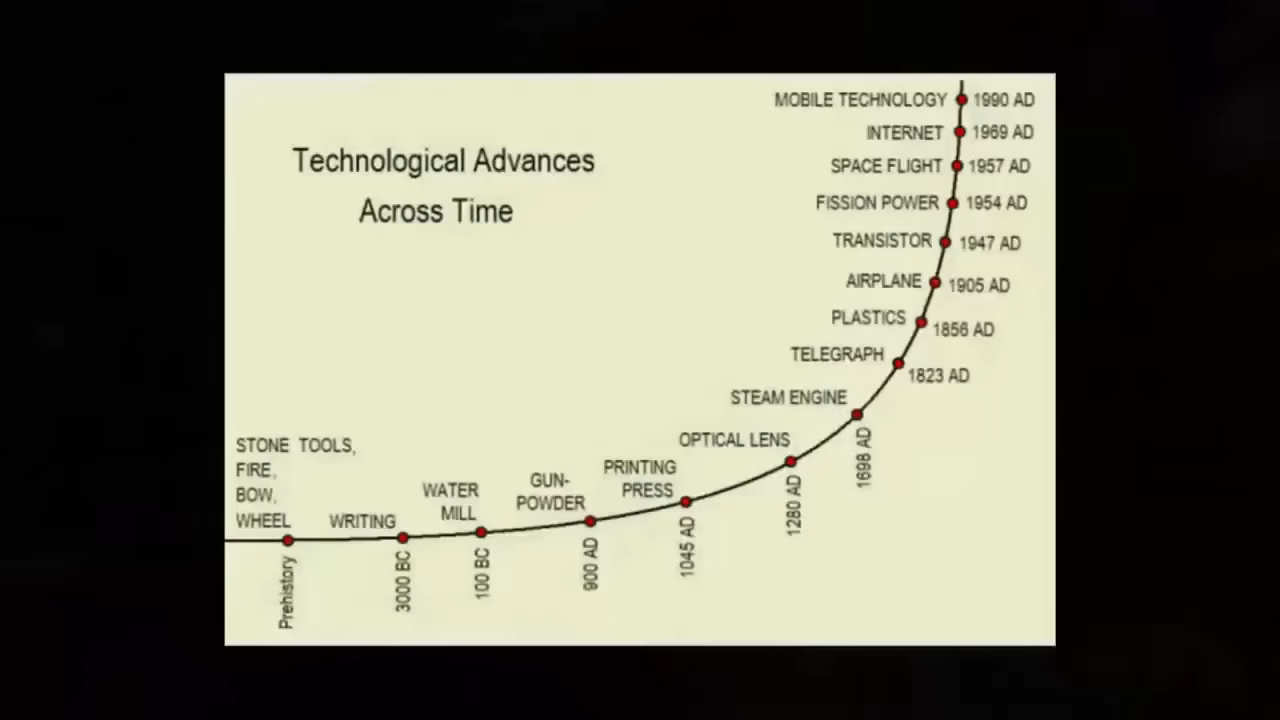 Technological Advances
Across Time
MOBILE TECHNOLOGY 1990 AD
INTERNET 1969 AD
SPACE FLIGHT 1957 AD
FISSION POWER 1954 AD
TRANSISTOR 1947 AD
AIRPLANE 1905 AD
PLASTICS 1856 AD
TELEGRAPH 1823 AD
STEAM ENGINE
1698 AD
OPTICAL LENS
1280 AD
PRINTING
PRESS
1045 AD
GUN-
POWDER
900 AD
WATER
MILL
100 BC
WRITING
3000 BC
STONE TOOLS,
FIRE,
BOW,
WHEEL
Prehistory